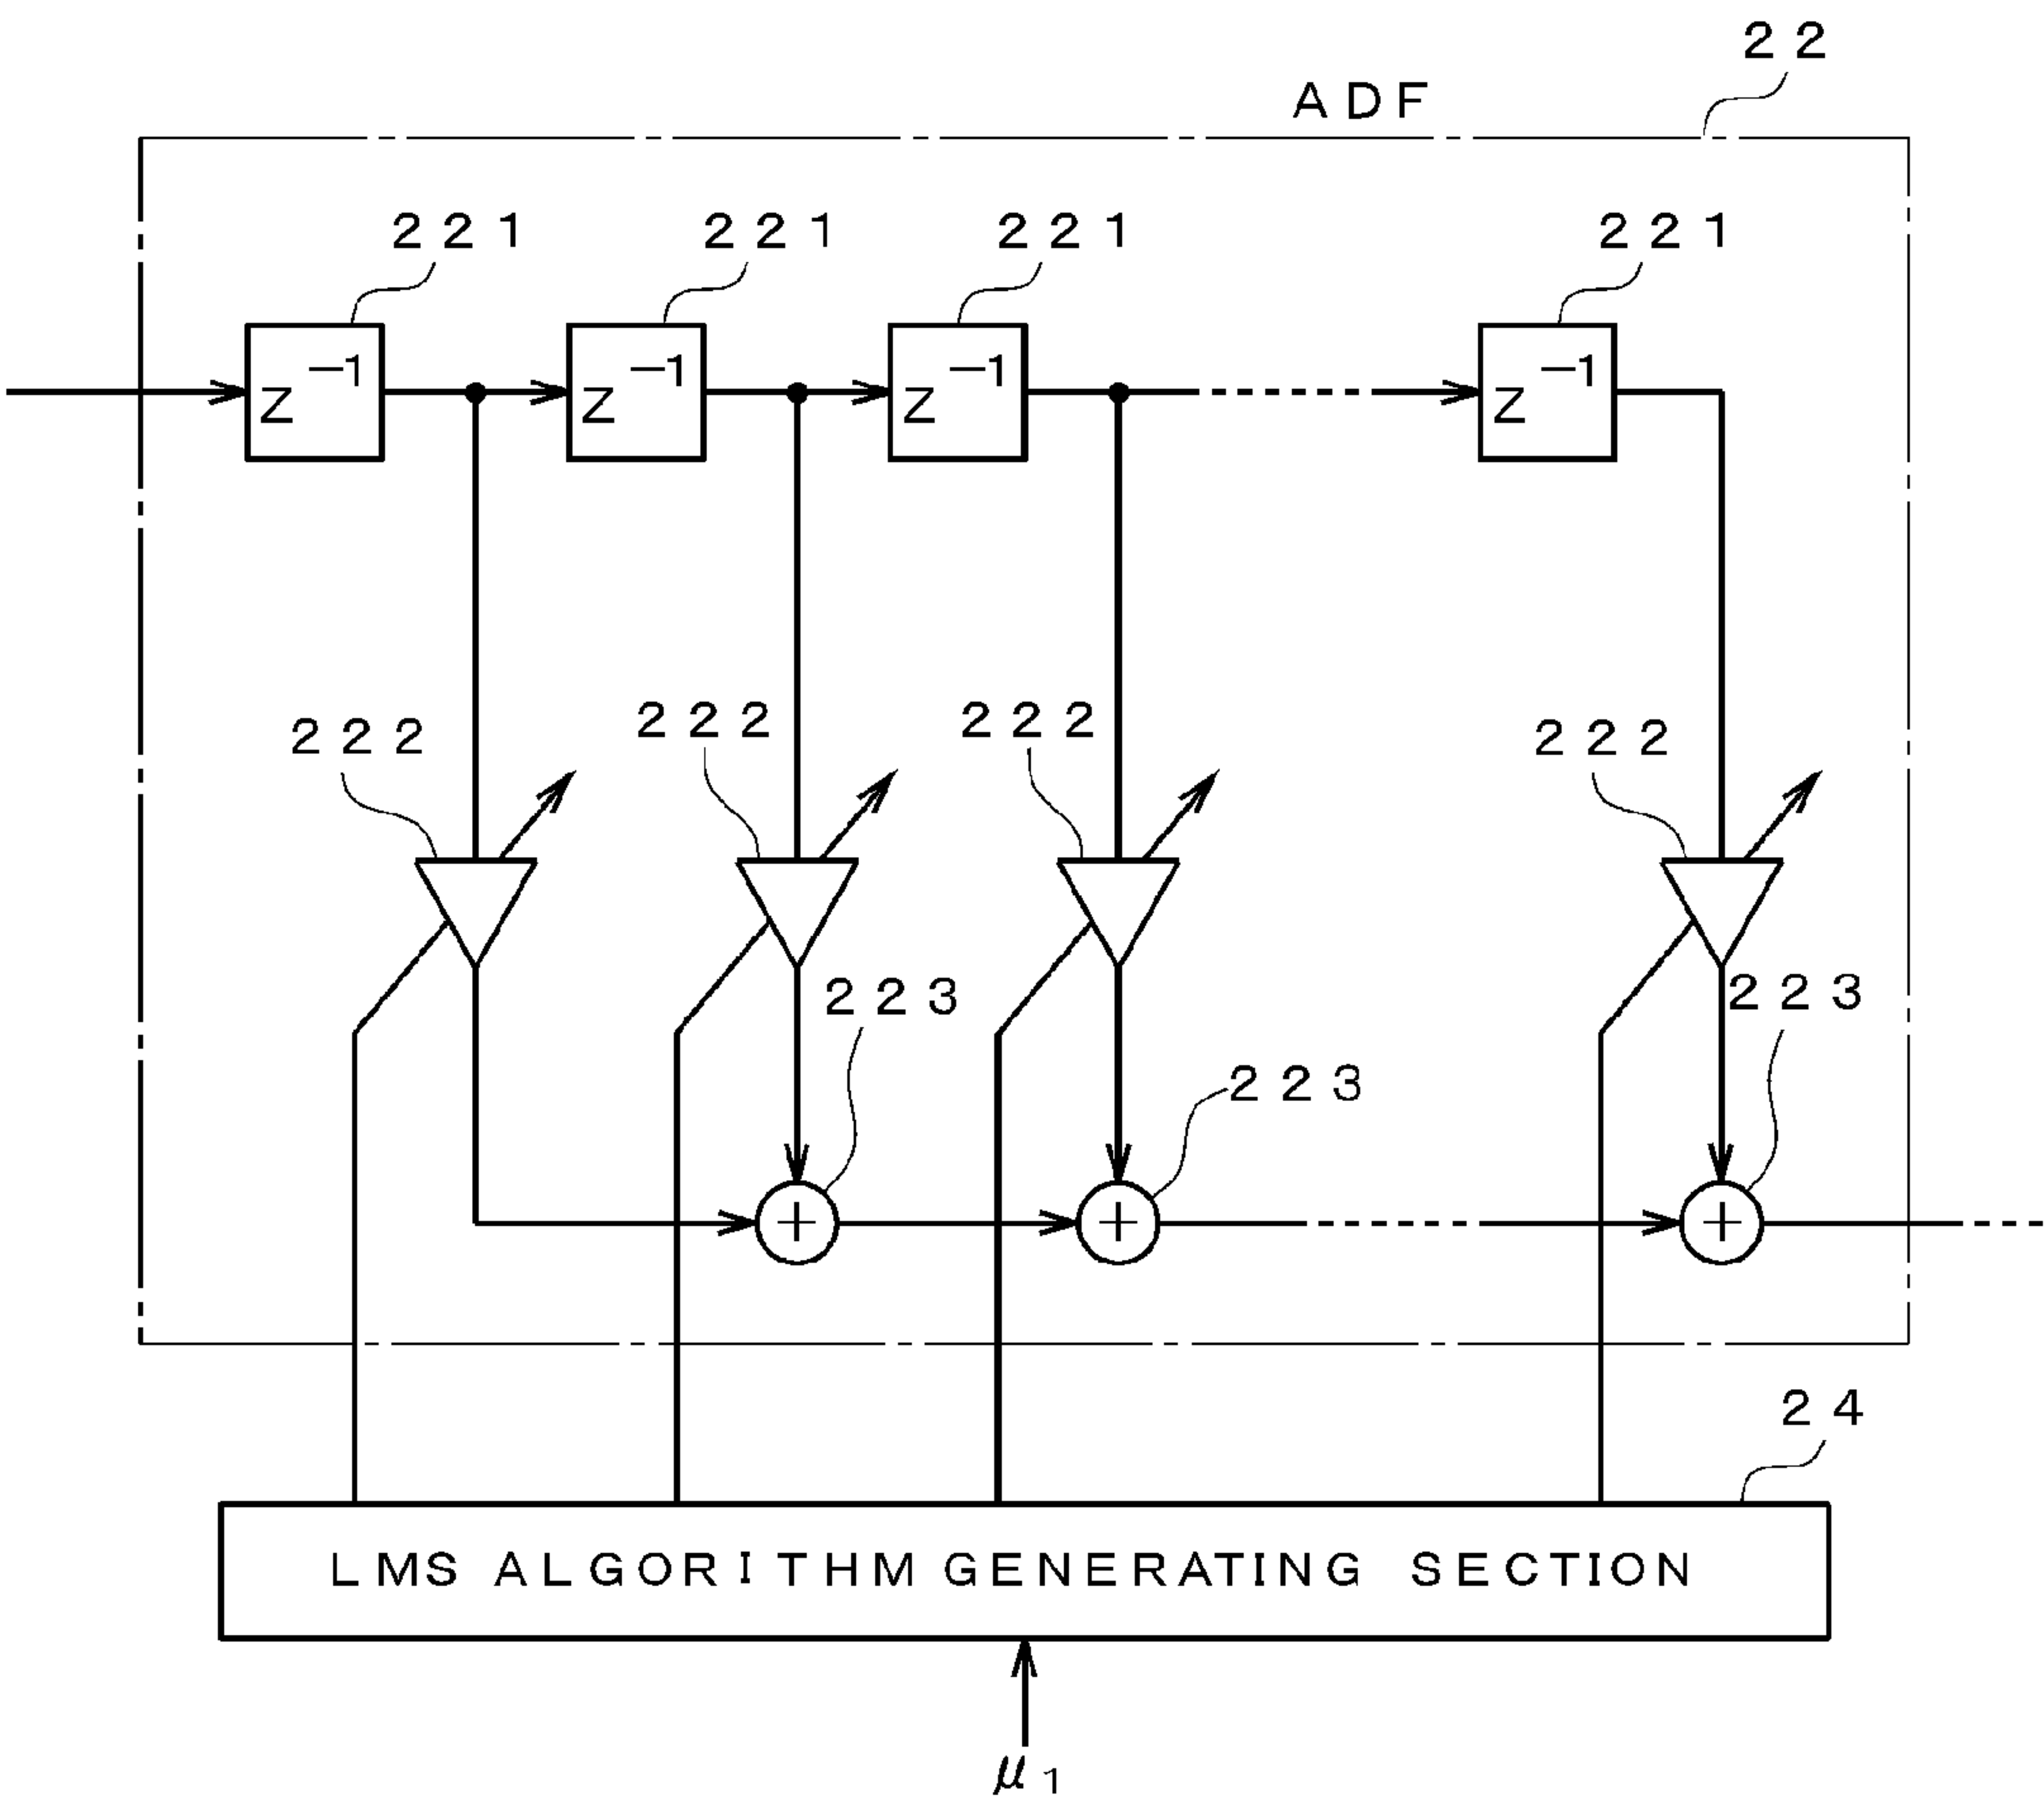 22
ADF
221 221 221 221
z⁻¹ z⁻¹ z⁻¹ z⁻¹
222 222 222 222
223 223
223
+ + +
24
LMS ALGORITHM GENERATING SECTION
μ₁